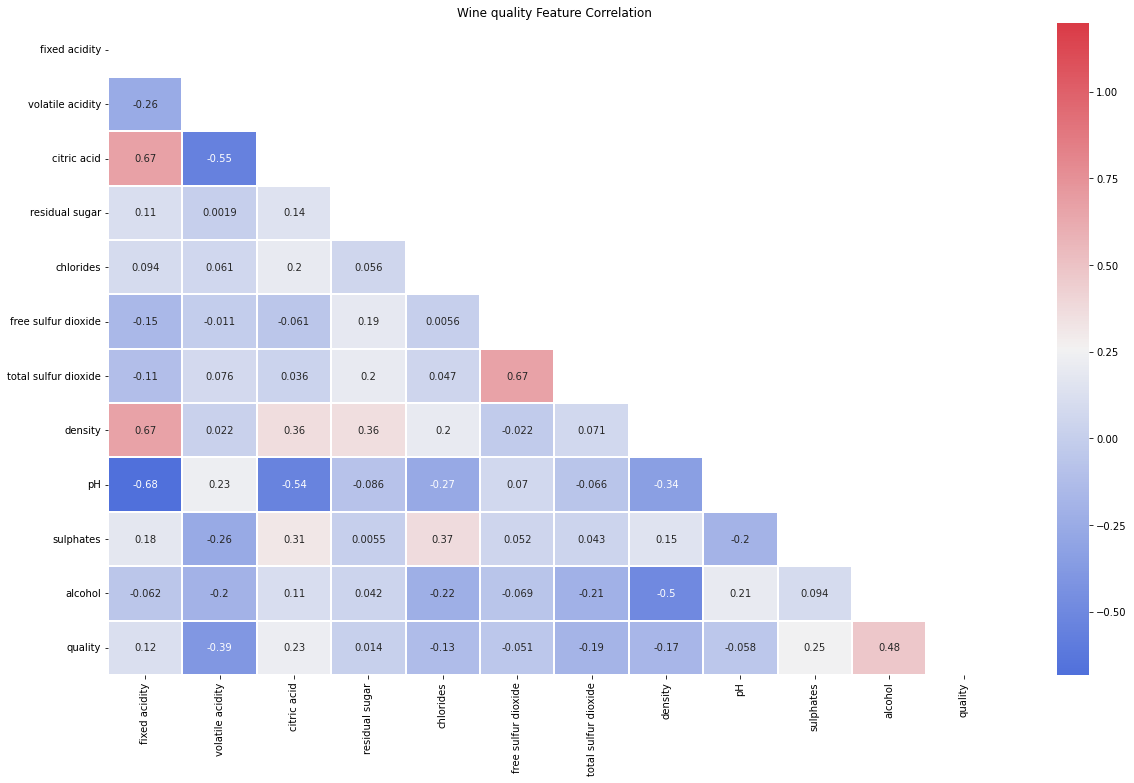 Wine quality Feature Correlation
fixed acidity
volatile acidity -0.26
citric acid 0.67 -0.55
residual sugar 0.11 0.0019 0.14
chlorides 0.094 0.061 0.2 0.056
free sulfur dioxide -0.15 -0.011 -0.061 0.19 0.0056
total sulfur dioxide -0.11 0.076 0.036 0.2 0.047 0.67
density 0.67 0.022 0.36 0.36 0.2 -0.022 0.071
pH -0.68 0.23 -0.54 -0.086 -0.27 0.07 -0.066 -0.34
sulphates 0.18 -0.26 0.31 0.0055 0.37 0.052 0.043 0.15 -0.2
alcohol -0.062 -0.2 0.11 0.042 -0.22 -0.069 -0.21 -0.5 0.21 0.094
quality 0.12 -0.39 0.23 0.014 -0.13 -0.051 -0.19 -0.17 -0.058 0.25 0.48
fixed acidity
volatile acidity
citric acid
residual sugar
chlorides
free sulfur dioxide
total sulfur dioxide
density
pH
sulphates
alcohol
quality
1.00
0.75
0.50
0.25
0.00
−0.25
−0.50